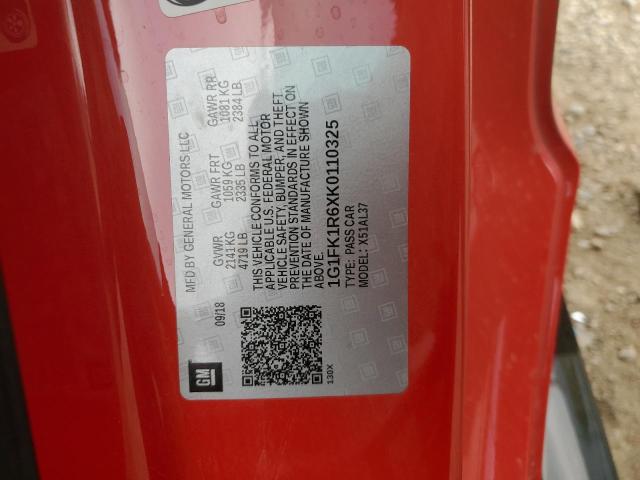 MFD BY GENERAL MOTORS LLC
09/18 GVWR GAWR FRT GAWR RR
2141 KG 1059 KG 1081 KG
4719 LB 2335 LB 2384 LB
THIS VEHICLE CONFORMS TO ALL
APPLICABLE U.S. FEDERAL MOTOR
VEHICLE SAFETY, BUMPER, AND THEFT
PREVENTION STANDARDS IN EFFECT ON
THE DATE OF MANUFACTURE SHOWN
ABOVE.
1G1FK1R6XK0110325
TYPE: PASS CAR
MODEL: X51AL37
GM
130X